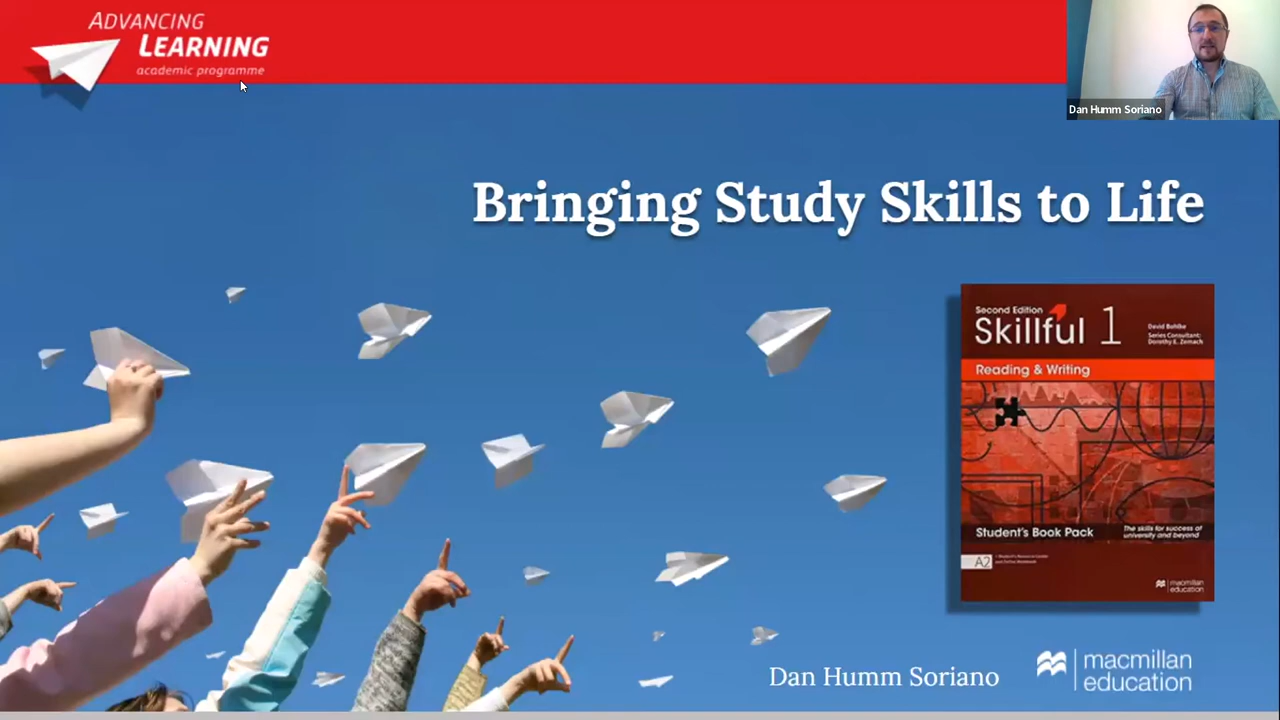 ADVANCING
LEARNING
academic programme
Dan Humm Soriano
Bringing Study Skills to Life
Second Edition
Skillful 1
David Bohlke
Series Consultant:
Dorothy E. Zemach
Reading & Writing
Student's Book Pack
The skills for success at
university and beyond
A2
macmillan
education
Dan Humm Soriano
macmillan
education